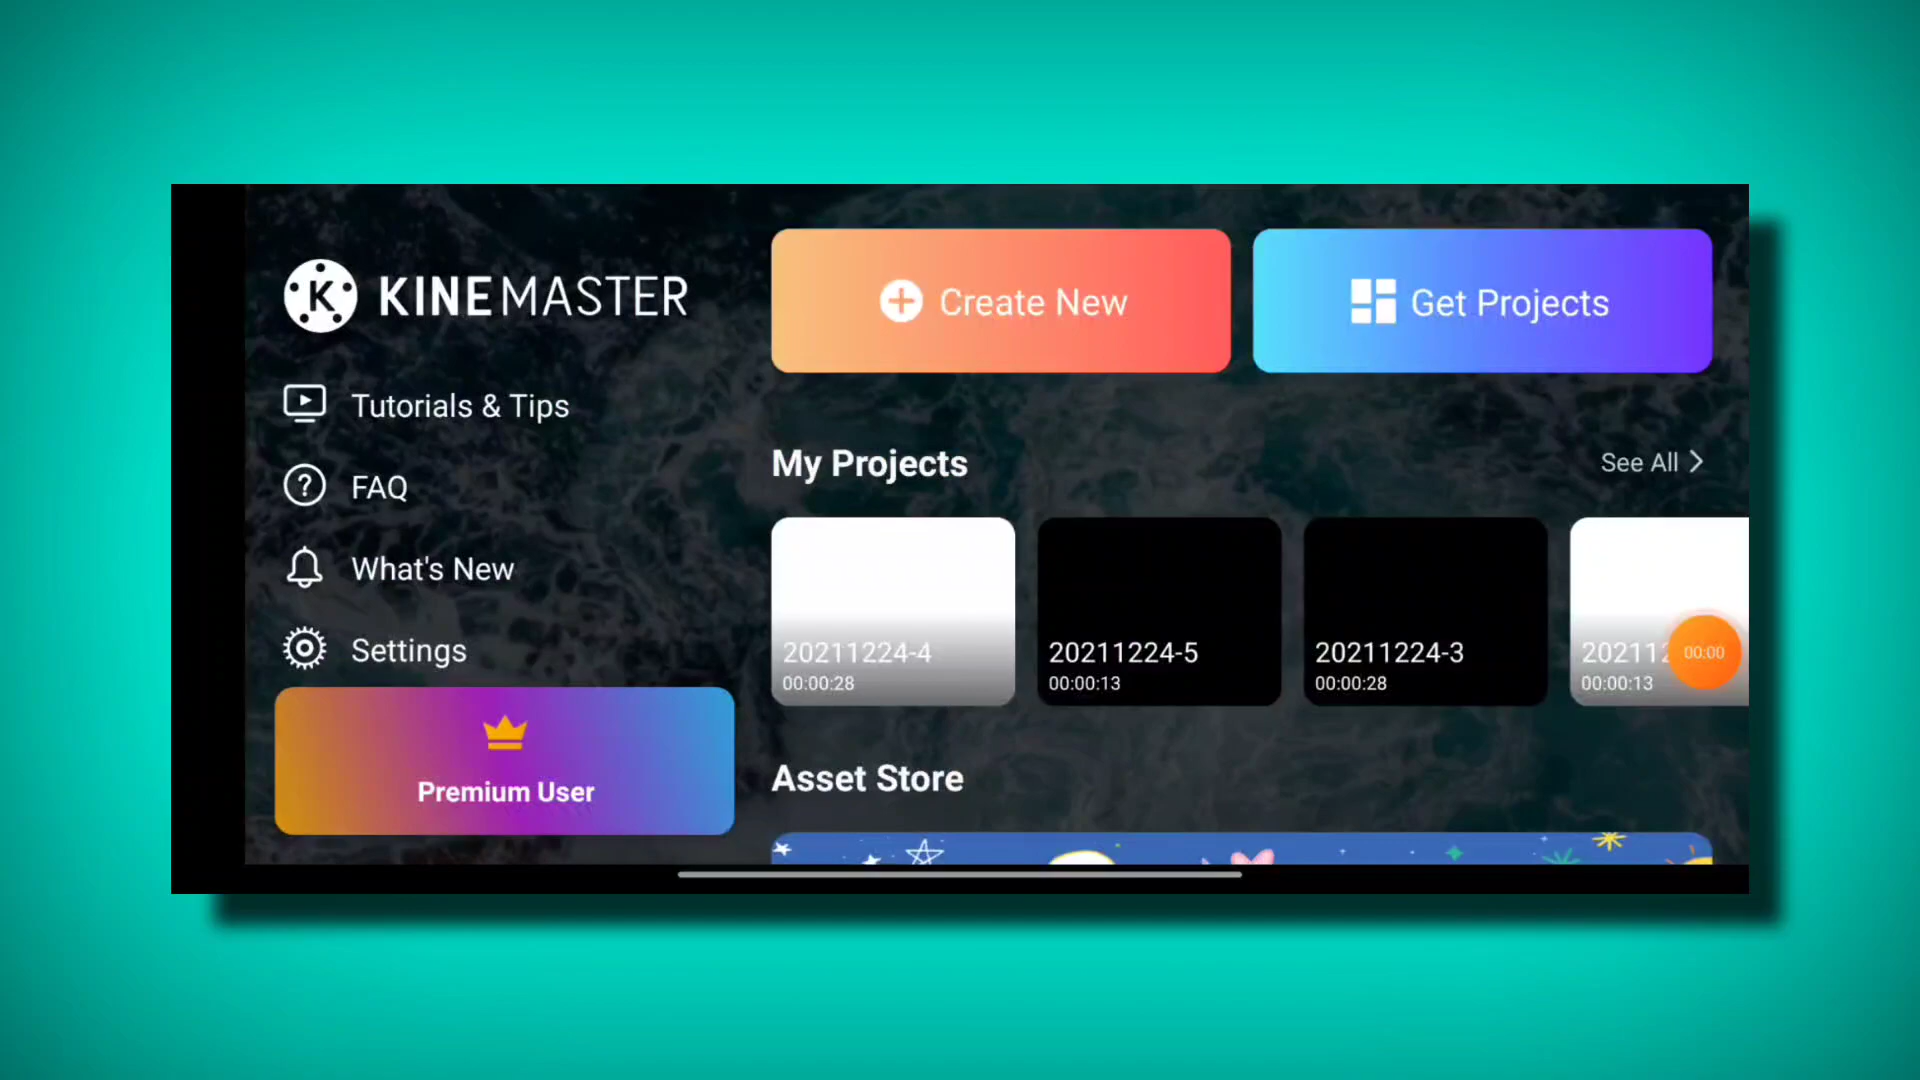 KINEMASTER
Tutorials & Tips
FAQ
What's New
Settings
Premium User
Create New
Get Projects
My Projects
See All
20211224-4
00:00:28
20211224-5
00:00:13
20211224-3
00:00:28
202112
00:00:13
00:00
Asset Store